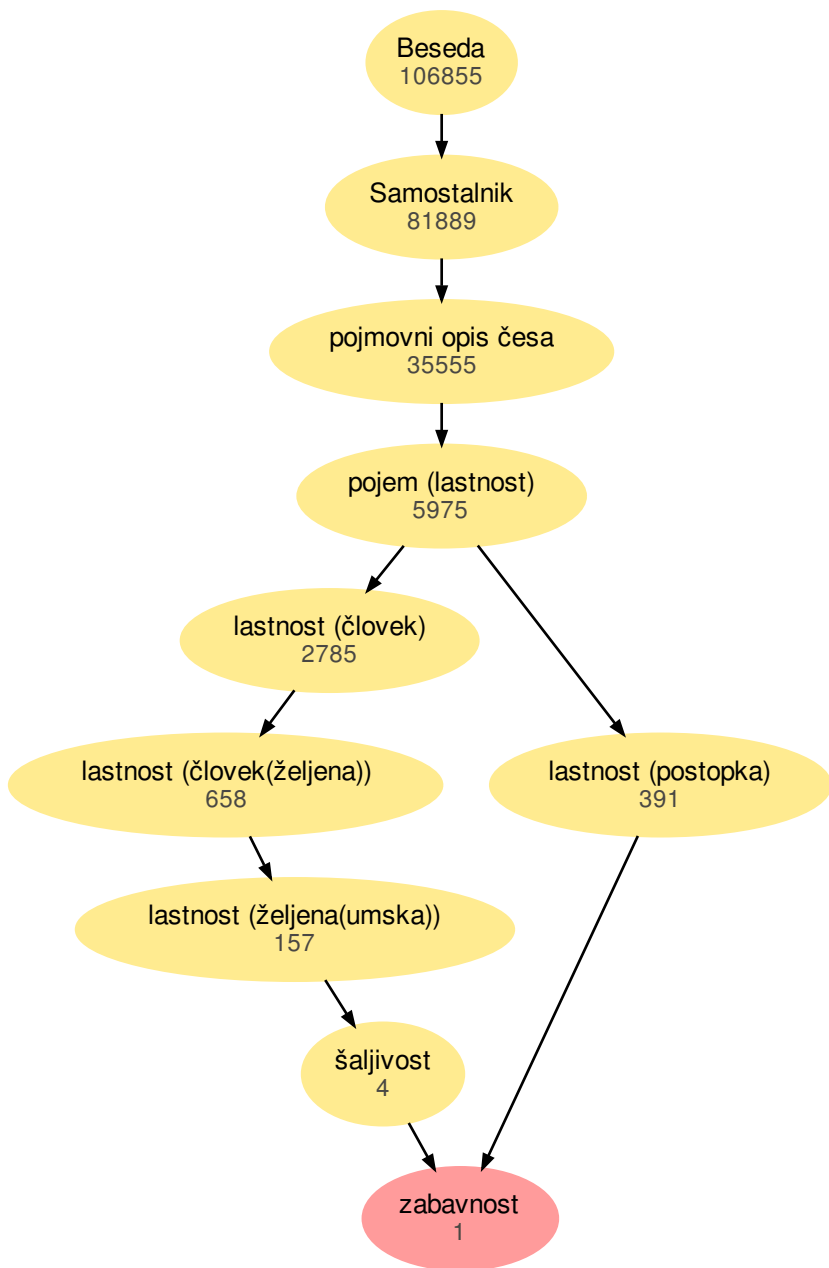 Beseda
106855
Samostalnik
81889
pojmovni opis česa
35555
pojem (lastnost)
5975
lastnost (človek)
2785
lastnost (človek(željena))
658
lastnost (postopka)
391
lastnost (željena(umska))
157
šaljivost
4
zabavnost
1